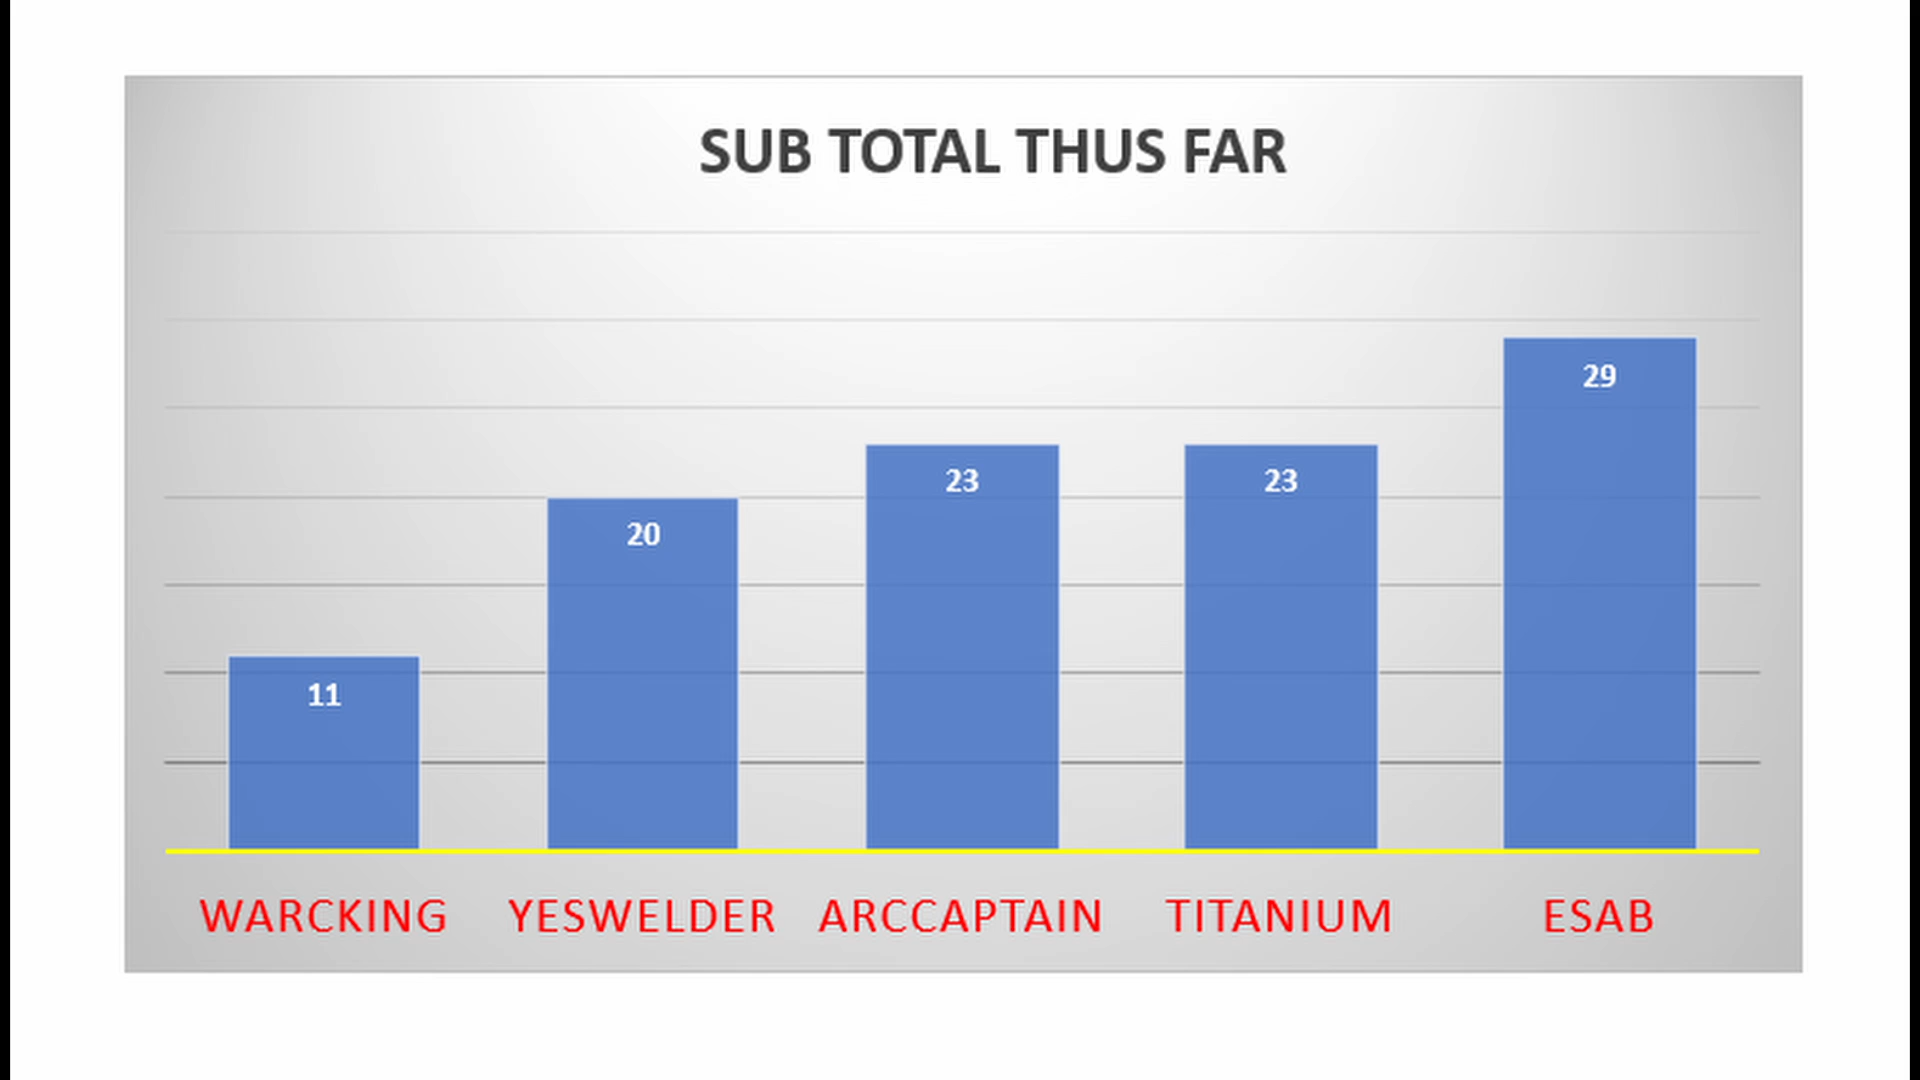 SUB TOTAL THUS FAR
29
23
23
20
11
WARCKING YESWELDER ARCCAPTAIN TITANIUM ESAB